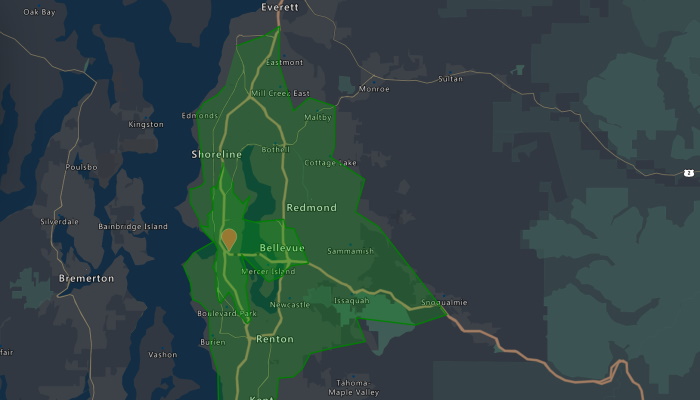 Everett
Oak Bay
Eastmont
Sultan
Monroe
Mill Creek East
Edmonds
Maltby
Kingston
Bothell
Shoreline
Cottage Lake
Poulsbo
Redmond
Silverdale
Bainbridge Island
Bellevue
Sammamish
Mercer Island
Bremerton
Issaquah
Snoqualmie
Newcastle
Boulevard Park
Renton
Burien
Vashon
Tahoma-
Maple Valley
Kent
2